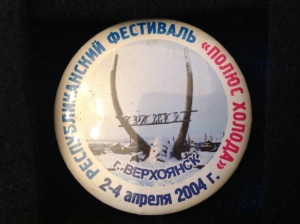 РЕСПУБЛИКАНСКИЙ ФЕСТИВАЛЬ «ПОЛЮС ХОЛОДА»
г. ВЕРХОЯНСК
2-4 апреля 2004 г.